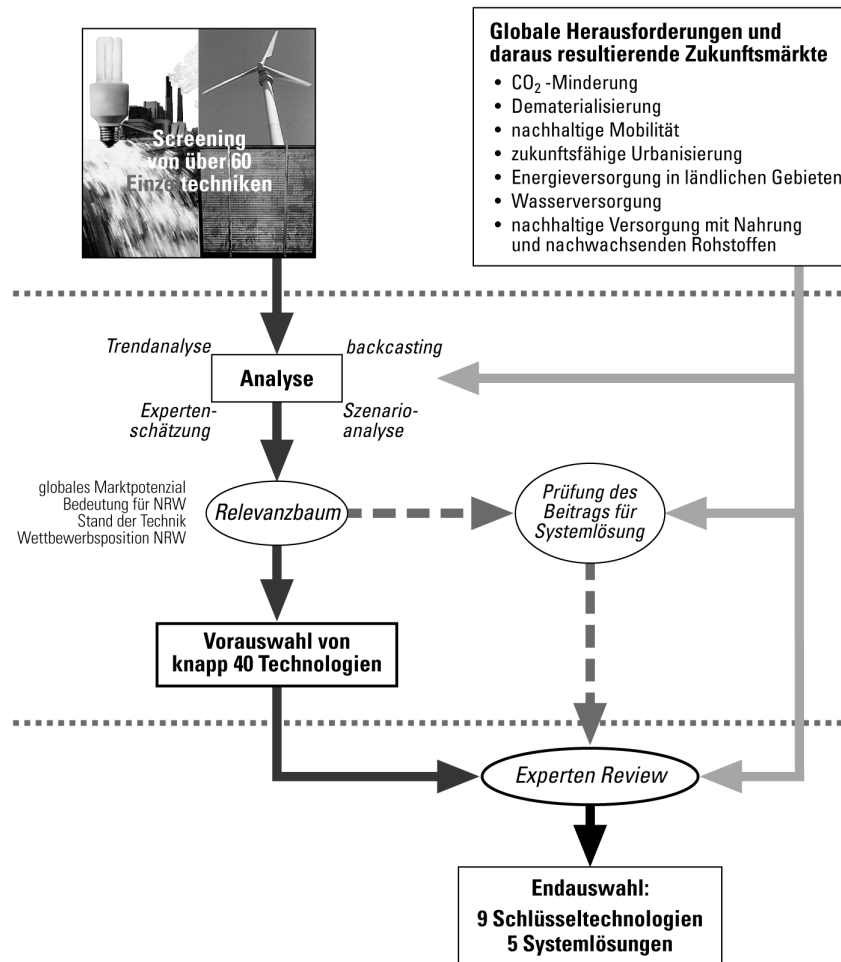 Screening
von über 60
Einzeltechniken
Globale Herausforderungen und
daraus resultierende Zukunftsmärkte
• CO₂ -Minderung
• Dematerialisierung
• nachhaltige Mobilität
• zukunftsfähige Urbanisierung
• Energieversorgung in ländlichen Gebieten
• Wasserversorgung
• nachhaltige Versorgung mit Nahrung
und nachwachsenden Rohstoffen
Trendanalyse
backcasting
Analyse
Experten-
schätzung
Szenario-
analyse
globales Marktpotenzial
Bedeutung für NRW
Stand der Technik
Wettbewerbsposition NRW
Relevanzbaum
Prüfung des
Beitrags für
Systemlösung
Vorauswahl von
knapp 40 Technologien
Experten Review
Endauswahl:
9 Schlüsseltechnologien
5 Systemlösungen